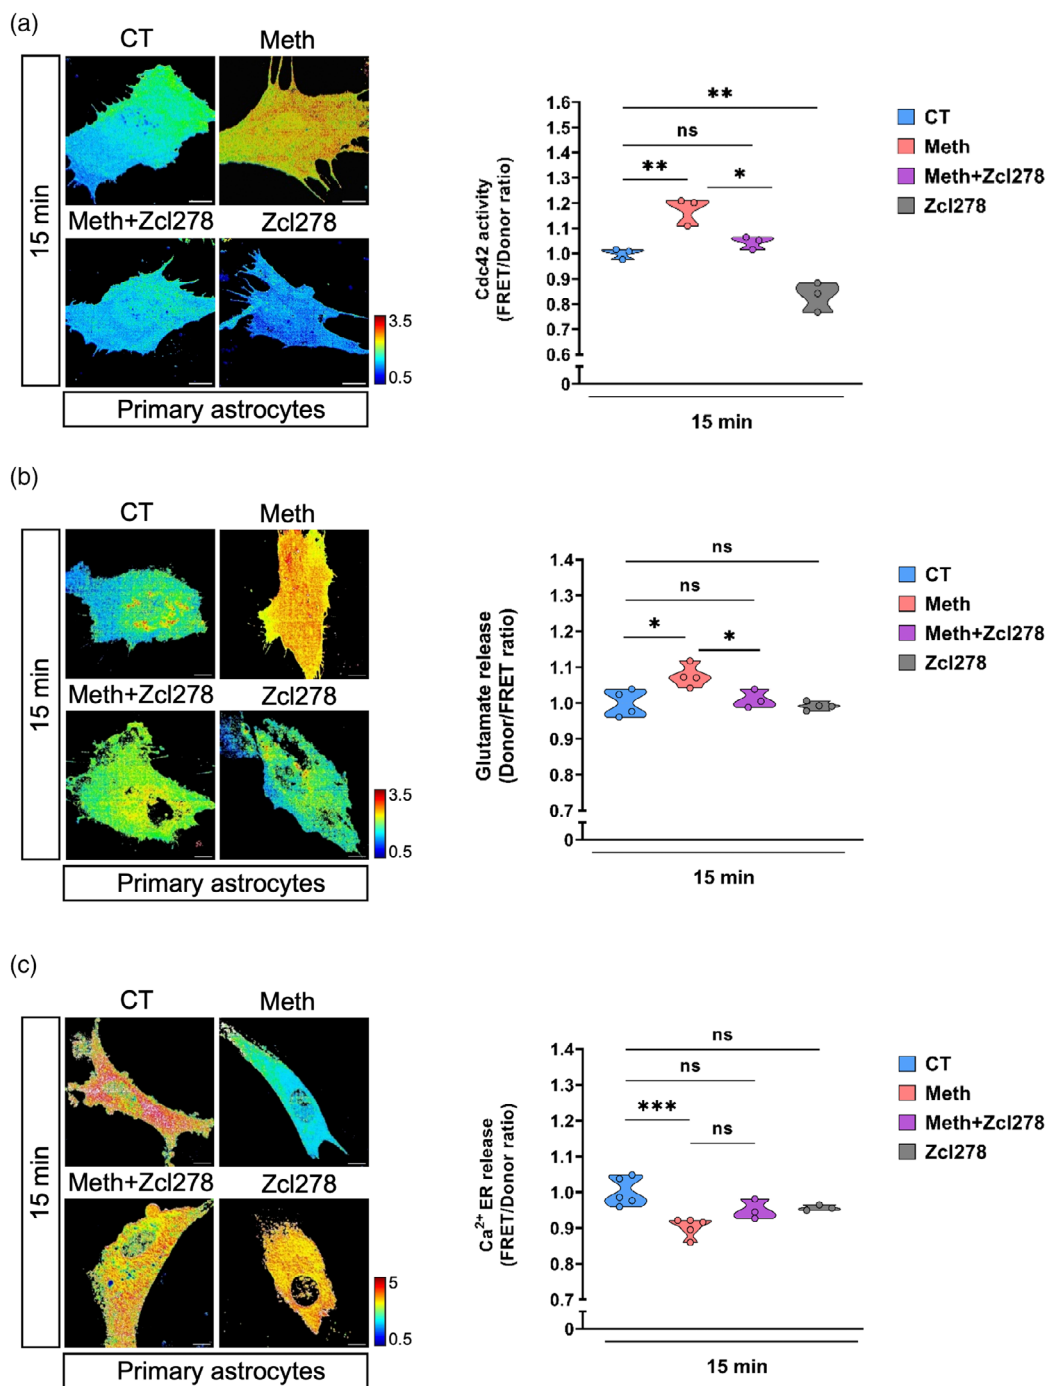 (a)
CT Meth
15 min
Meth+Zcl278 Zcl278
3.5
0.5
Primary astrocytes
Cdc42 activity
(FRET/Donor ratio)
1.6
1.5
1.4
1.3
1.2
1.1
1.0
0.9
0.8
0.7
0.6
0
**
ns
** *
15 min
CT
Meth
Meth+Zcl278
Zcl278
(b)
CT Meth
15 min
Meth+Zcl278 Zcl278
3.5
0.5
Primary astrocytes
Glutamate release
(Donor/FRET ratio)
1.4
1.3
1.2
1.1
1.0
0.9
0.8
0.7
0
ns
ns
* *
15 min
CT
Meth
Meth+Zcl278
Zcl278
(c)
CT Meth
15 min
Meth+Zcl278 Zcl278
5
0.5
Primary astrocytes
Ca²⁺ ER release
(FRET/Donor ratio)
1.4
1.3
1.2
1.1
1.0
0.9
0.8
0.7
0
ns
ns
***
ns
15 min
CT
Meth
Meth+Zcl278
Zcl278